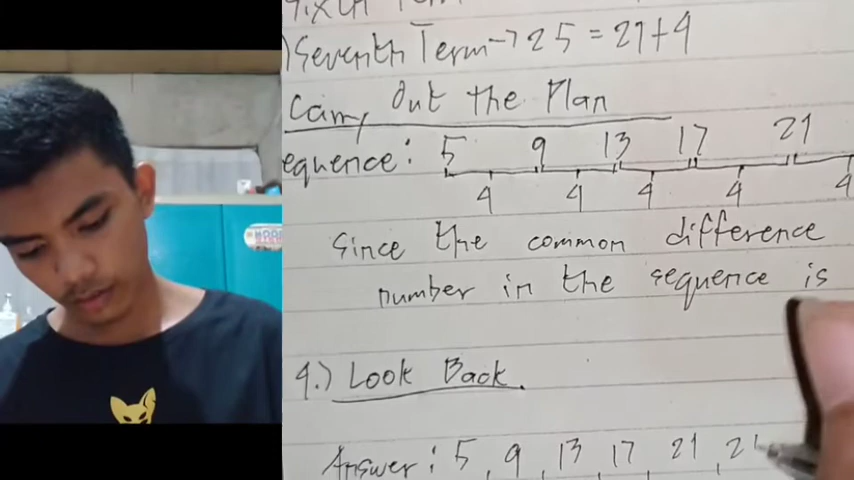 Seventh Term → 25 = 21+4
Carry Out the Plan
equence: 5 9 13 17 21
4 4 4 4 4
Since the common difference
number in the sequence is
4.) Look Back.
Answer: 5, 9, 13, 17, 21, 2